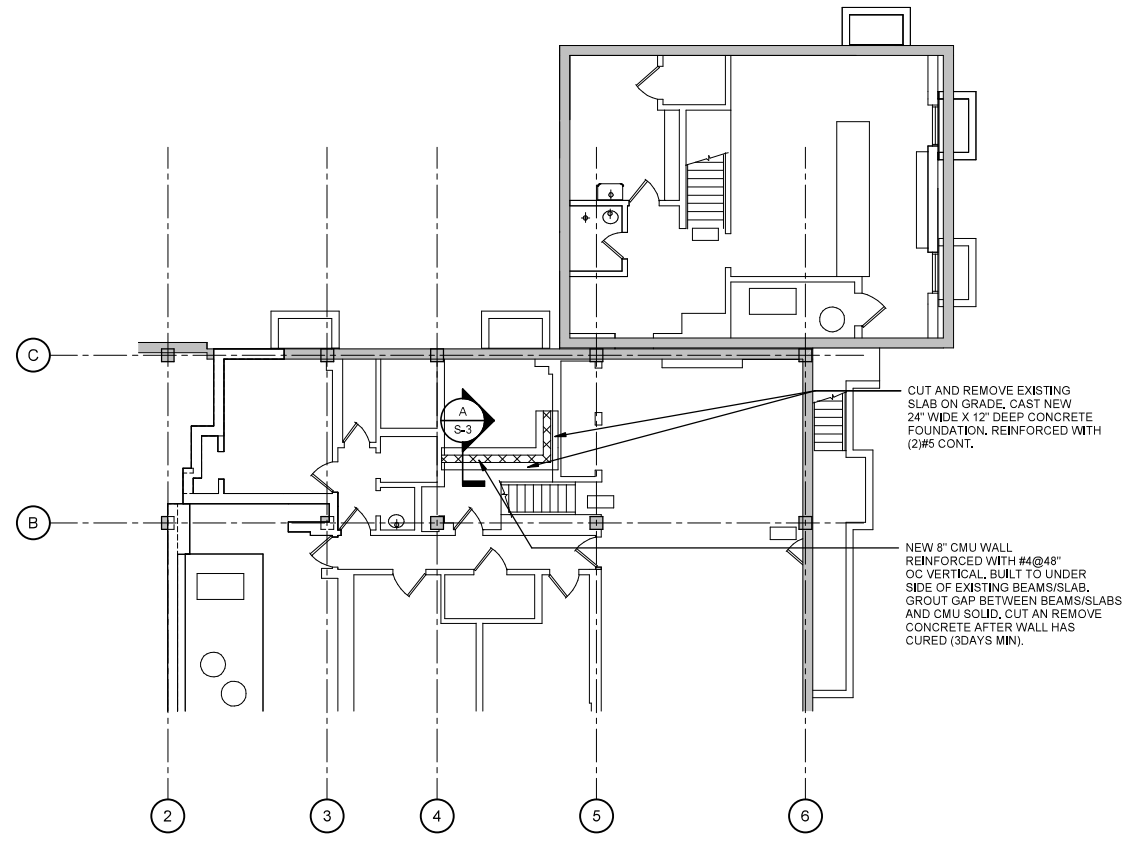 C
A
S-3
CUT AND REMOVE EXISTING
SLAB ON GRADE. CAST NEW
24" WIDE X 12" DEEP CONCRETE
FOUNDATION. REINFORCED WITH
(2)#5 CONT.
B
NEW 8" CMU WALL
REINFORCED WITH #4@48"
OC VERTICAL. BUILT TO UNDER
SIDE OF EXISTING BEAMS/SLAB.
GROUT GAP BETWEEN BEAMS/SLABS
AND CMU SOLID. CUT AN REMOVE
CONCRETE AFTER WALL HAS
CURED (3DAYS MIN).
2
3
4
5
6